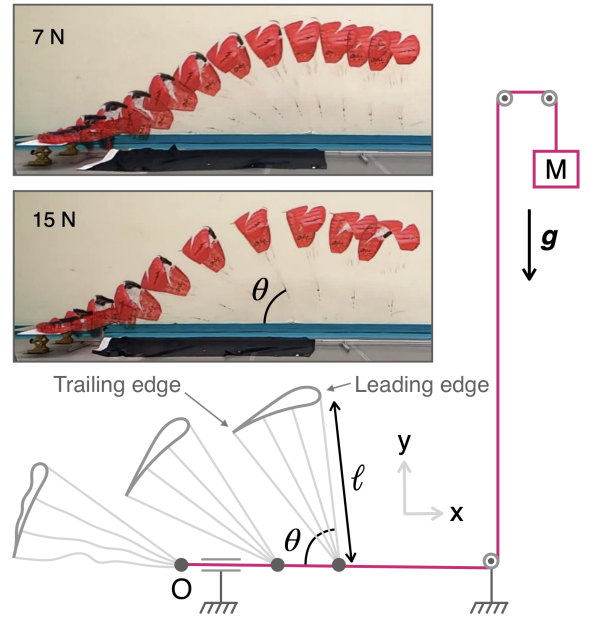 7 N
M
g
15 N
θ
Trailing edge
Leading edge
ℓ
y
x
θ
O